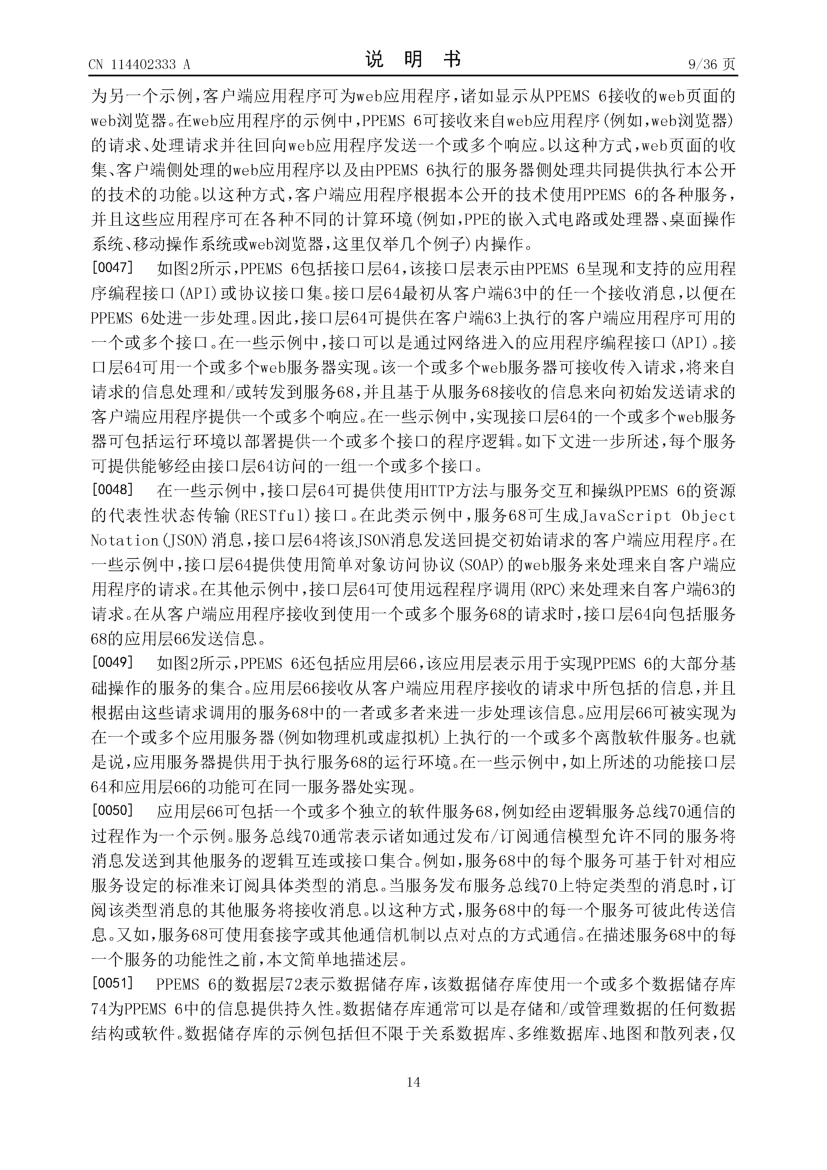 CN 114402333 A
说 明 书
9/36 页
为另一个示例,客户端应用程序可为web应用程序,诸如显示从PPEMS 6接收的web页面的
web浏览器。在web应用程序的示例中,PPEMS 6可接收来自web应用程序(例如,web浏览器)
的请求、处理请求并往回向web应用程序发送一个或多个响应。以这种方式,web页面的收
集、客户端侧处理的web应用程序以及由PPEMS 6执行的服务器侧处理共同提供执行本公开
的技术的功能。以这种方式,客户端应用程序根据本公开的技术使用PPEMS 6的各种服务,
并且这些应用程序可在各种不同的计算环境(例如,PPE的嵌入式电路或处理器、桌面操作
系统、移动操作系统或web浏览器,这里仅举几个例子)内操作。
[0047] 如图2所示,PPEMS 6包括接口层64,该接口层表示由PPEMS 6呈现和支持的应用程
序编程接口(API)或协议接口集。接口层64最初从客户端63中的任一个接收消息,以便在
PPEMS 6处进一步处理。因此,接口层64可提供在客户端63上执行的客户端应用程序可用的
一个或多个接口。在一些示例中,接口可以是通过网络进入的应用程序编程接口(API)。接
口层64可用一个或多个web服务器实现。该一个或多个web服务器可接收传入请求,将来自
请求的信息处理和/或转发到服务68,并且基于从服务68接收的信息来向初始发送请求的
客户端应用程序提供一个或多个响应。在一些示例中,实现接口层64的一个或多个web服务
器可包括运行环境以部署提供一个或多个接口的程序逻辑。如下文进一步所述,每个服务
可提供能够经由接口层64访问的一组一个或多个接口。
[0048] 在一些示例中,接口层64可提供使用HTTP方法与服务交互和操纵PPEMS 6的资源
的代表性状态传输(RESTful)接口。在此类示例中,服务68可生成JavaScript Object
Notation(JSON)消息,接口层64将该JSON消息发送回提交初始请求的客户端应用程序。在
一些示例中,接口层64提供使用简单对象访问协议(SOAP)的web服务来处理来自客户端应
用程序的请求。在其他示例中,接口层64可使用远程程序调用(RPC)来处理来自客户端63的
请求。在从客户端应用程序接收到使用一个或多个服务68的请求时,接口层64向包括服务
68的应用层66发送信息。
[0049] 如图2所示,PPEMS 6还包括应用层66,该应用层表示用于实现PPEMS 6的大部分基
础操作的服务的集合。应用层66接收从客户端应用程序接收的请求中所包括的信息,并且
根据由这些请求调用的服务68中的一者或多者来进一步处理该信息。应用层66可被实现为
在一个或多个应用服务器(例如物理机或虚拟机)上执行的一个或多个离散软件服务。也就
是说,应用服务器提供用于执行服务68的运行环境。在一些示例中,如上所述的功能接口层
64和应用层66的功能可在同一服务器处实现。
[0050] 应用层66可包括一个或多个独立的软件服务68,例如经由逻辑服务总线70通信的
过程作为一个示例。服务总线70通常表示诸如通过发布/订阅通信模型允许不同的服务将
消息发送到其他服务的逻辑互连或接口集合。例如,服务68中的每个服务可基于针对相应
服务设定的标准来订阅具体类型的消息。当服务发布服务总线70上特定类型的消息时,订
阅该类型消息的其他服务将接收消息。以这种方式,服务68中的每一个服务可彼此传送信
息。又如,服务68可使用套接字或其他通信机制以点对点的方式通信。在描述服务68中的每
一个服务的功能性之前,本文简单地描述层。
[0051] PPEMS 6的数据层72表示数据储存库,该数据储存库使用一个或多个数据储存库
74为PPEMS 6中的信息提供持久性。数据储存库通常可以是存储和/或管理数据的任何数据
结构或软件。数据储存库的示例包括但不限于关系数据库、多维数据库、地图和散列表,仅
14